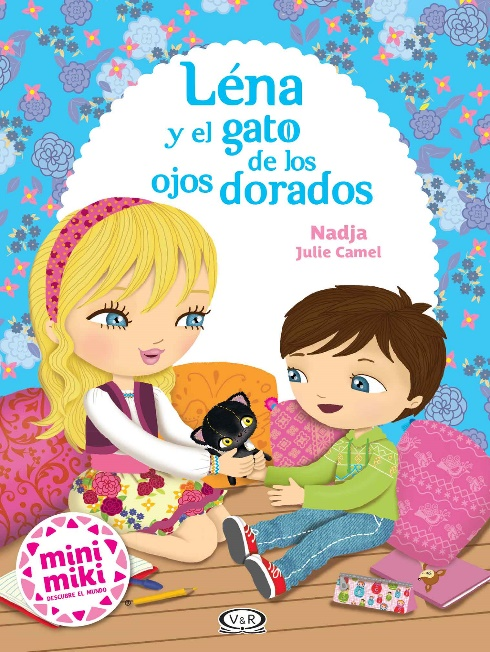 Léna
y el gato
de los
ojos dorados
Nadja
Julie Camel
mini
miki
DESCUBRE EL MUNDO
V&R